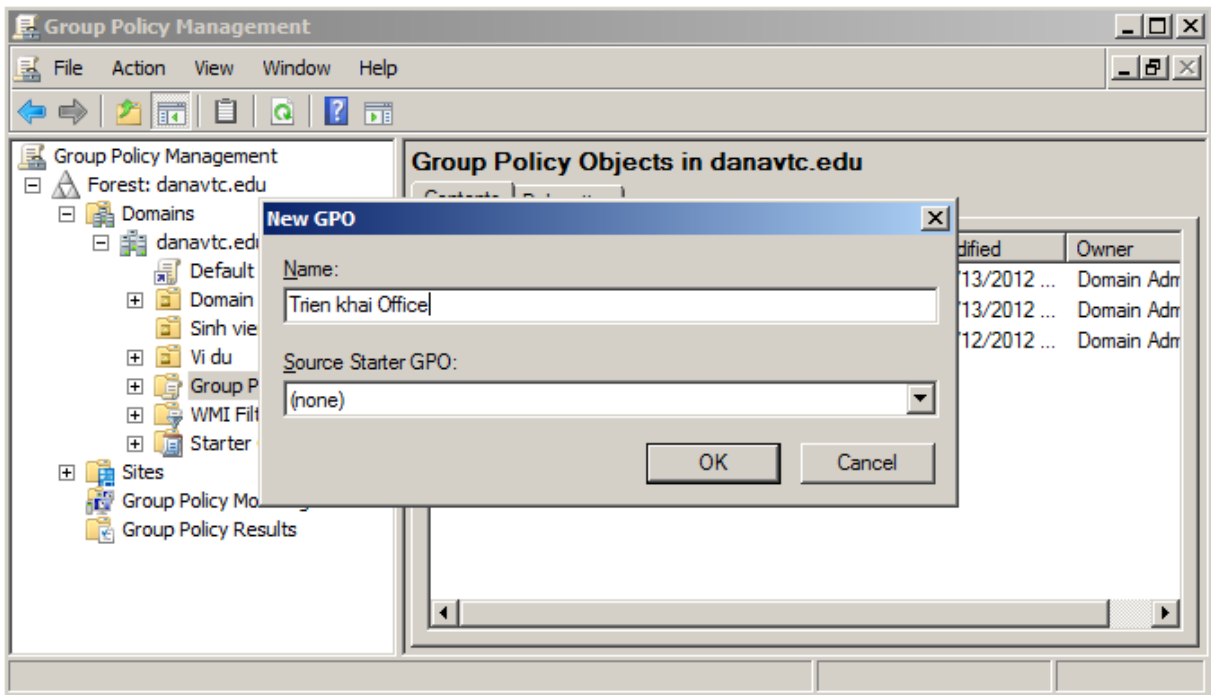 Group Policy Management
File Action View Window Help
Group Policy Management
Forest: danavtc.edu
Domains
danavtc.edu
Default
Domain
Sinh vie
Vi du
Group P
WMI Filt
Starter
Sites
Group Policy Mo
Group Policy Results
Group Policy Objects in danavtc.edu
Contents
dified Owner
/13/2012 ... Domain Adm
/13/2012 ... Domain Adm
/12/2012 ... Domain Adm
New GPO
Name:
Trien khai Office
Source Starter GPO:
(none)
OK Cancel